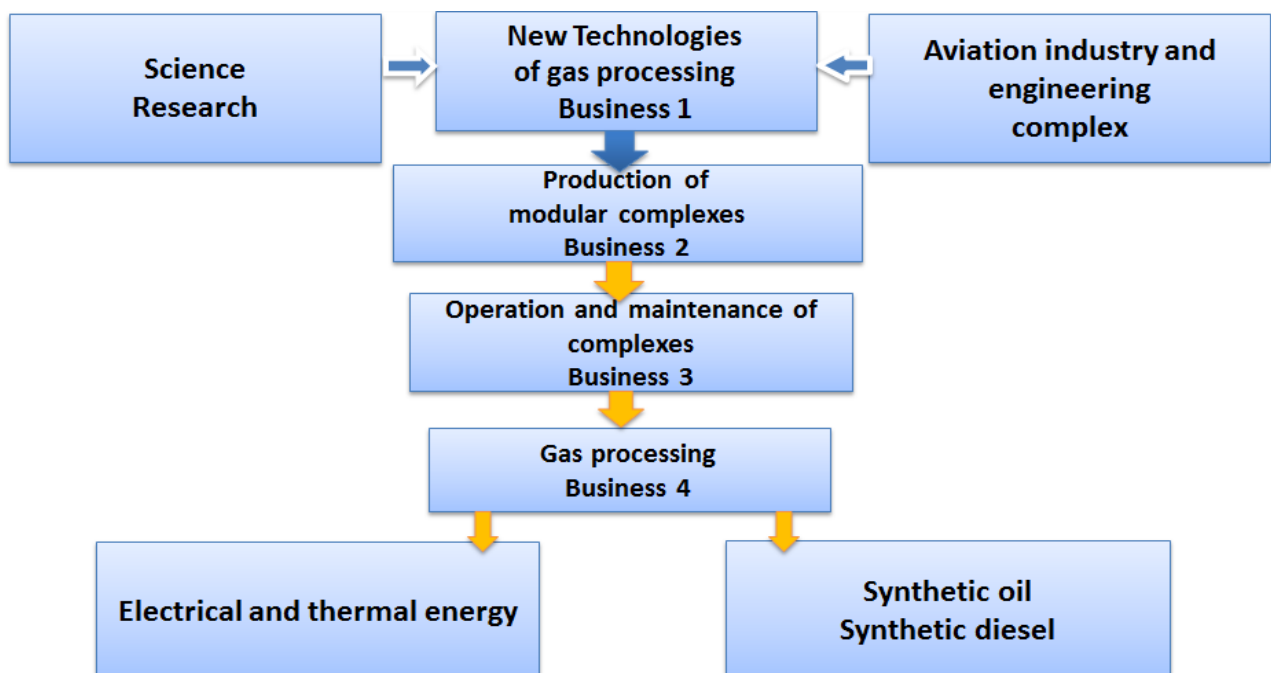 Science
Research
New Technologies
of gas processing
Business 1
Aviation industry and
engineering
complex
Production of
modular complexes
Business 2
Operation and maintenance of
complexes
Business 3
Gas processing
Business 4
Electrical and thermal energy
Synthetic oil
Synthetic diesel